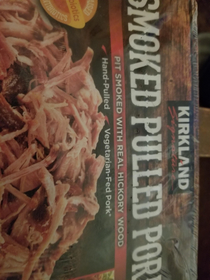 KIRKLAND
SMOKED PULLED POR
PIT SMOKED WITH REAL HICKORY WOOD
Hand-Pulled
Vegetarian-Fed Pork*